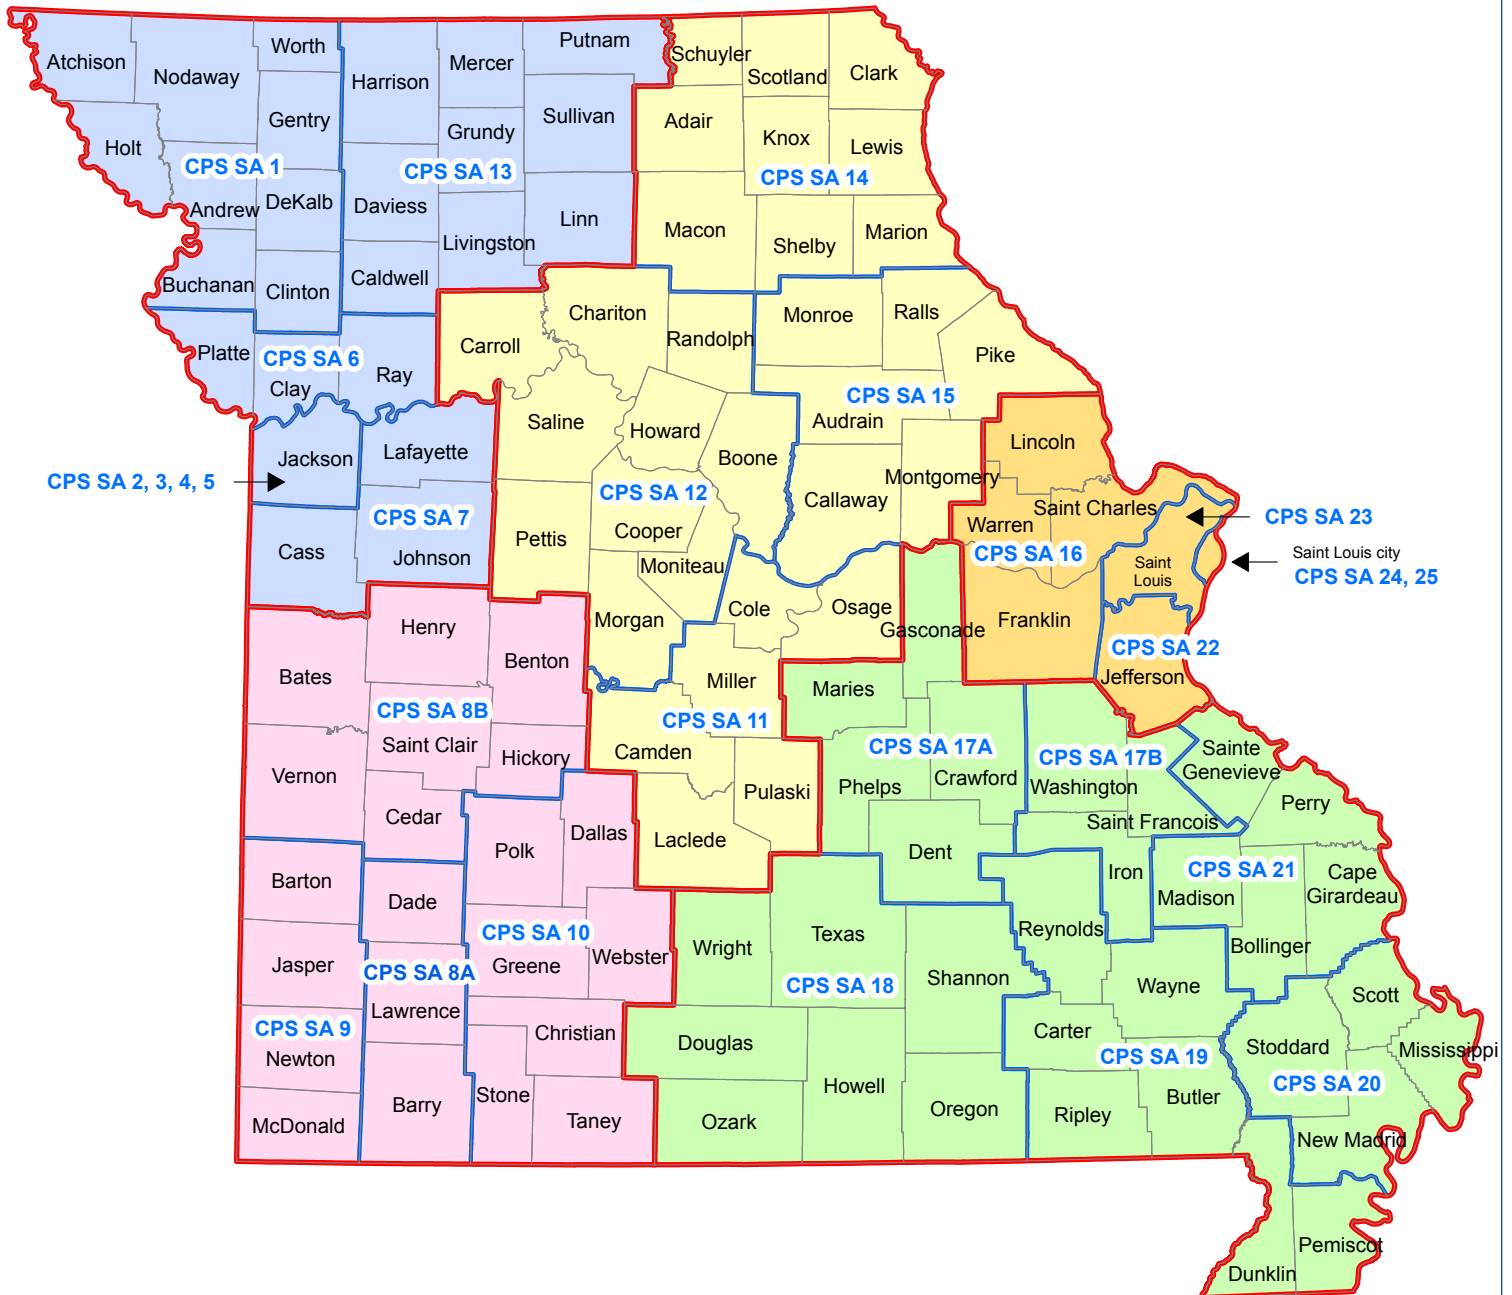 Atchison
Nodaway
Worth
Harrison
Mercer
Putnam
Schuyler
Scotland
Clark
Gentry
Sullivan
Adair
Grundy
Knox
Lewis
Holt
CPS SA 1
CPS SA 13
CPS SA 14
Andrew
DeKalb
Daviess
Livingston
Linn
Macon
Shelby
Marion
Buchanan
Clinton
Caldwell
Chariton
Randolph
Monroe
Ralls
Pike
Platte
CPS SA 6
Clay
Ray
Carroll
CPS SA 15
Saline
Howard
Audrain
Lincoln
Jackson
Lafayette
Boone
CPS SA 2, 3, 4, 5
CPS SA 12
Callaway
Montgomery
Saint Charles
CPS SA 7
Cass
Johnson
Pettis
Cooper
Moniteau
Warren
CPS SA 16
CPS SA 23
Saint Louis city
CPS SA 24, 25
Saint
Louis
Henry
Morgan
Cole
Osage
Gasconade
Franklin
CPS SA 22
Jefferson
Bates
Benton
Miller
Maries
CPS SA 8B
CPS SA 11
Saint Clair
Hickory
Camden
CPS SA 17A
CPS SA 17B
Sainte
Genevieve
Vernon
Phelps
Crawford
Washington
Pulaski
Perry
Cedar
Polk
Dallas
Laclede
Saint Francois
Dent
Barton
Dade
Iron
CPS SA 21
Madison
Cape
Girardeau
CPS SA 10
Greene
Webster
Wright
Texas
Reynolds
Bollinger
Jasper
CPS SA 8A
Lawrence
CPS SA 18
Shannon
Wayne
Scott
CPS SA 9
Newton
Christian
Douglas
Carter
CPS SA 19
Stoddard
Mississippi
CPS SA 20
Howell
Barry
Stone
Taney
Ozark
Oregon
Ripley
Butler
McDonald
New Madrid
Pemiscot
Dunklin